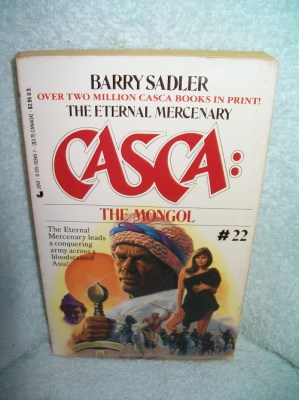 BARRY SADLER
OVER TWO MILLION CASCA BOOKS IN PRINT!
THE ETERNAL MERCENARY
CASCA:
THE MONGOL
#22
The Eternal
Mercenary leads
a conquering
army across a
bloodstained
Asia!